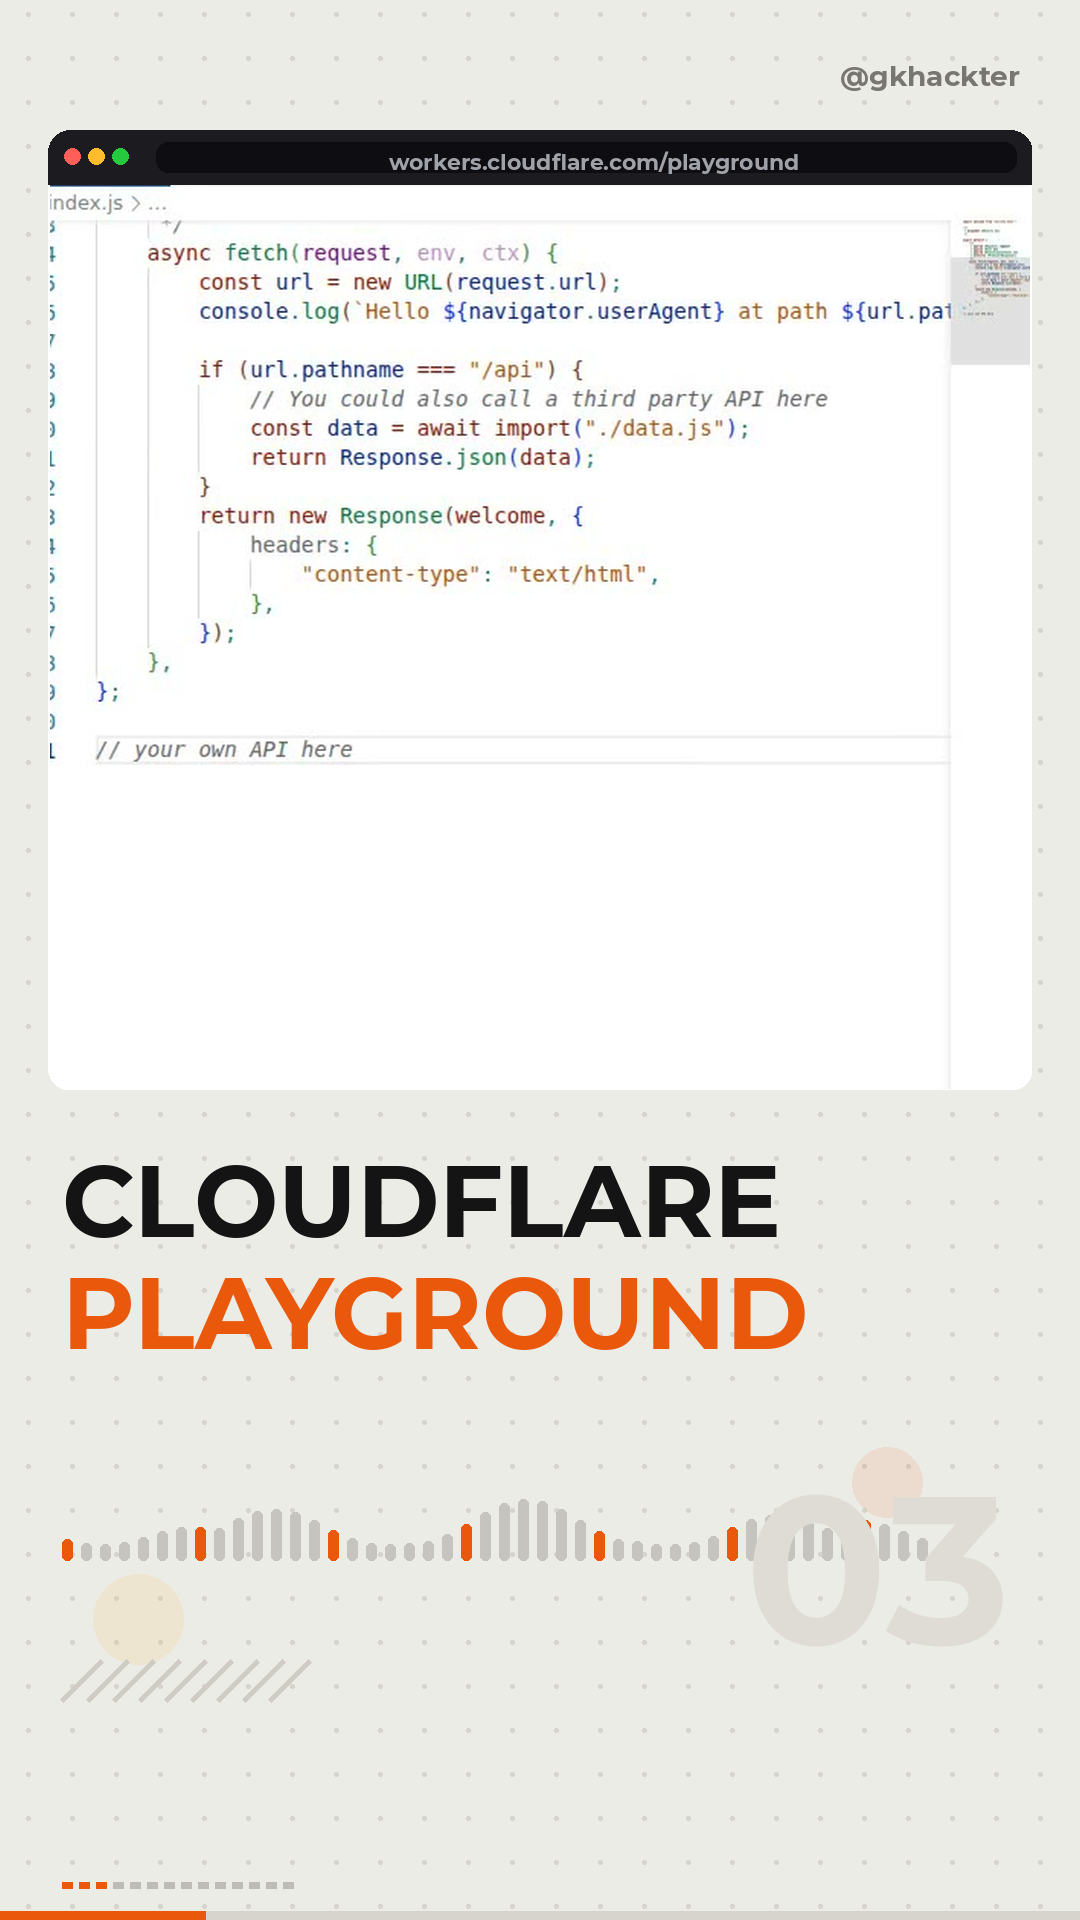 @gkhackter
workers.cloudflare.com/playground
index.js > ...
*/
async fetch(request, env, ctx) {
const url = new URL(request.url);
console.log(`Hello ${navigator.userAgent} at path ${url.pat
if (url.pathname === "/api") {
// You could also call a third party API here
const data = await import("./data.js");
return Response.json(data);
}
return new Response(welcome, {
headers: {
"content-type": "text/html",
},
});
},
};
// your own API here
CLOUDFLARE
PLAYGROUND
03